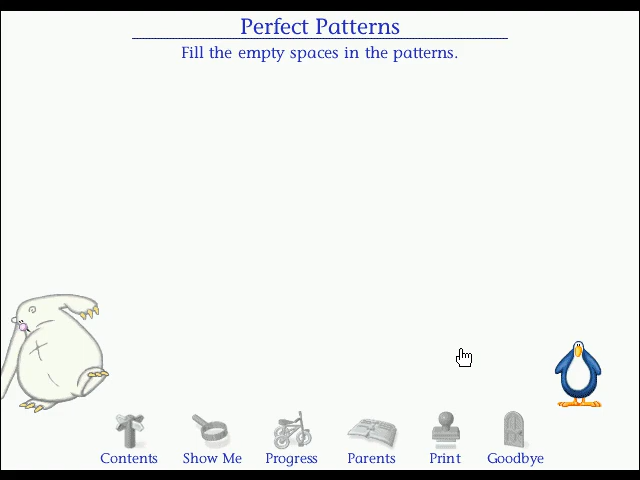 Perfect Patterns
Fill the empty spaces in the patterns.
Contents Show Me Progress Parents Print Goodbye